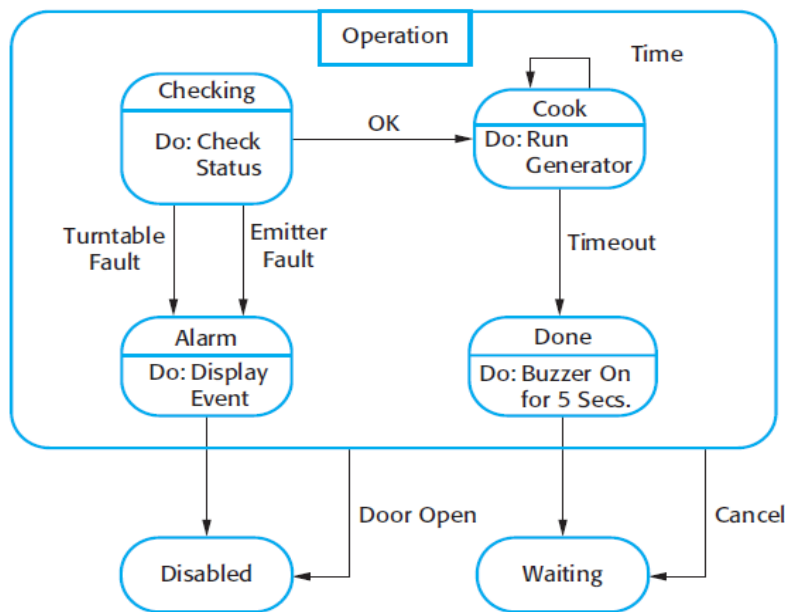 Operation
Time
Checking
Cook
OK
Do: Check
Status
Do: Run
Generator
Turntable
Fault
Emitter
Fault
Timeout
Alarm
Done
Do: Display
Event
Do: Buzzer On
for 5 Secs.
Door Open
Cancel
Disabled
Waiting